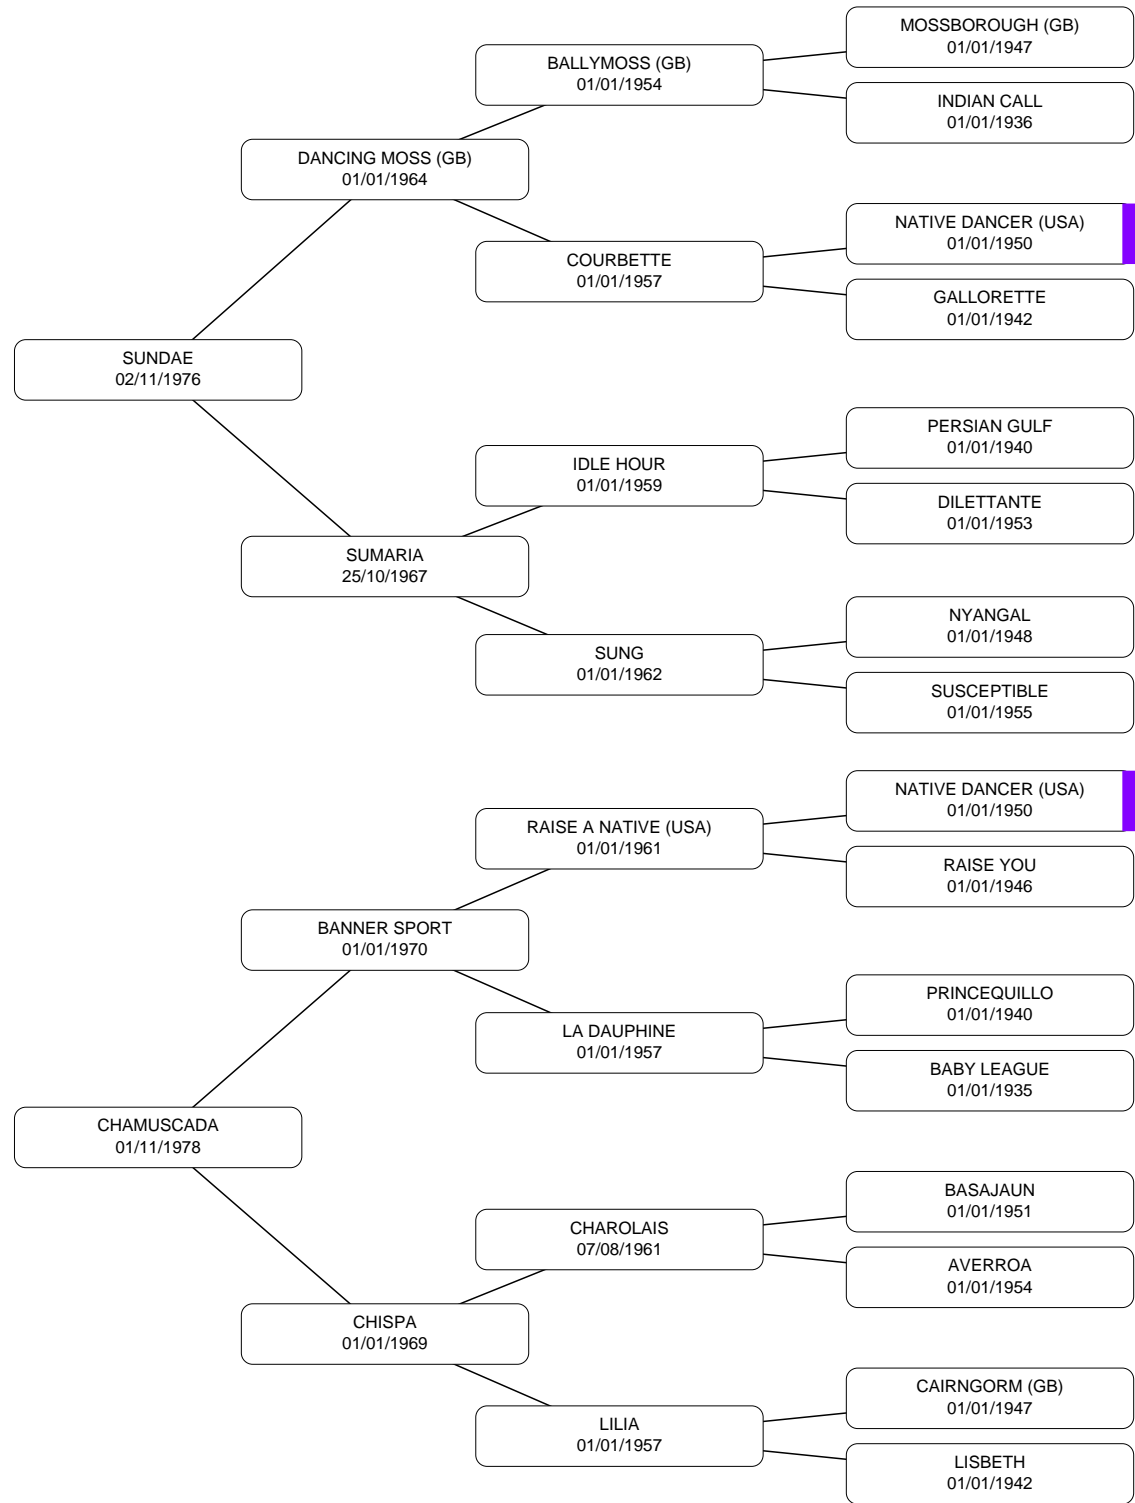 MOSSBOROUGH (GB)
01/01/1947
BALLYMOSS (GB)
01/01/1954
INDIAN CALL
01/01/1936
DANCING MOSS (GB)
01/01/1964
NATIVE DANCER (USA)
01/01/1950
COURBETTE
01/01/1957
GALLORETTE
01/01/1942
SUNDAE
02/11/1976
PERSIAN GULF
01/01/1940
IDLE HOUR
01/01/1959
DILETTANTE
01/01/1953
SUMARIA
25/10/1967
NYANGAL
01/01/1948
SUNG
01/01/1962
SUSCEPTIBLE
01/01/1955
NATIVE DANCER (USA)
01/01/1950
RAISE A NATIVE (USA)
01/01/1961
RAISE YOU
01/01/1946
BANNER SPORT
01/01/1970
PRINCEQUILLO
01/01/1940
LA DAUPHINE
01/01/1957
BABY LEAGUE
01/01/1935
CHAMUSCADA
01/11/1978
BASAJAUN
01/01/1951
CHAROLAIS
07/08/1961
AVERROA
01/01/1954
CHISPA
01/01/1969
CAIRNGORM (GB)
01/01/1947
LILIA
01/01/1957
LISBETH
01/01/1942